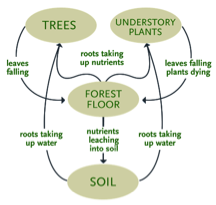 TREES
UNDERSTORY
PLANTS
leaves
falling
roots taking
up nutrients
leaves falling
plants dying
FOREST
FLOOR
roots taking
up water
nutrients
leaching
into soil
roots taking
up water
SOIL